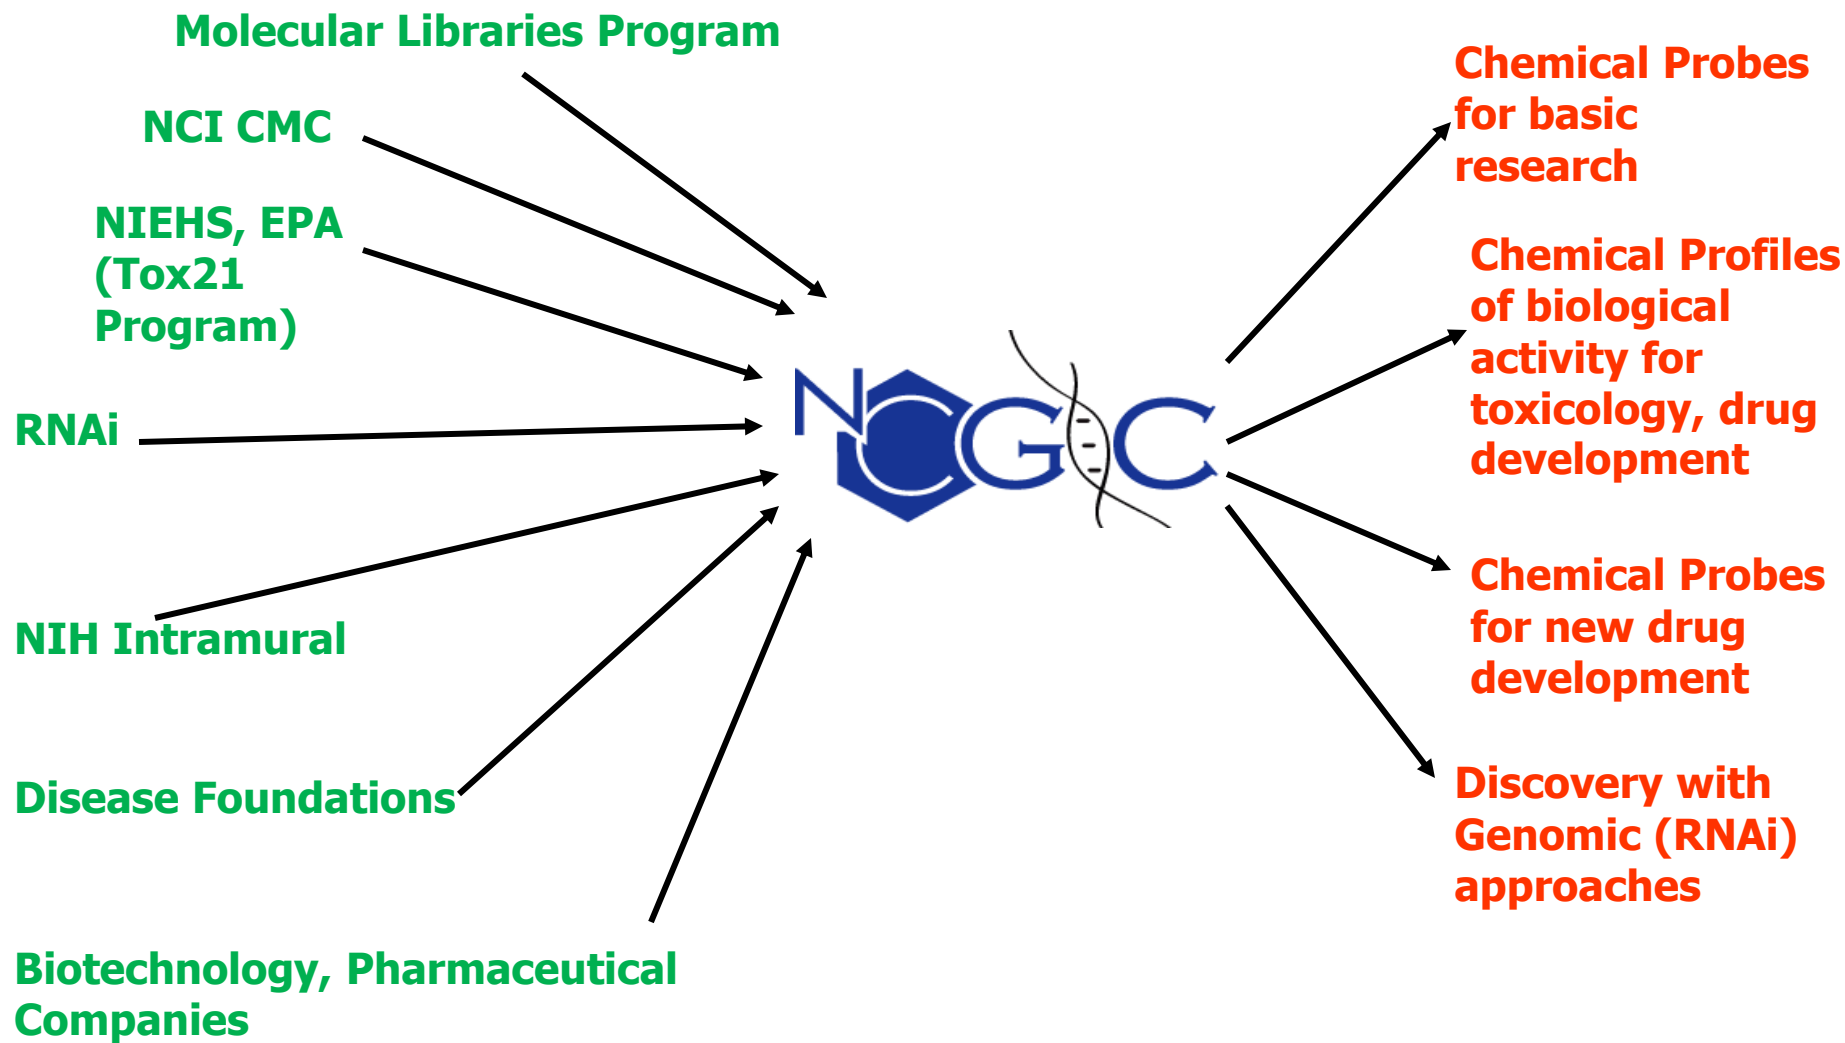 Molecular Libraries Program
NCI CMC
NIEHS, EPA
(Tox21
Program)
RNAi
NIH Intramural
Disease Foundations
Biotechnology, Pharmaceutical
Companies
NCGC
Chemical Probes
for basic
research
Chemical Profiles
of biological
activity for
toxicology, drug
development
Chemical Probes
for new drug
development
Discovery with
Genomic (RNAi)
approaches